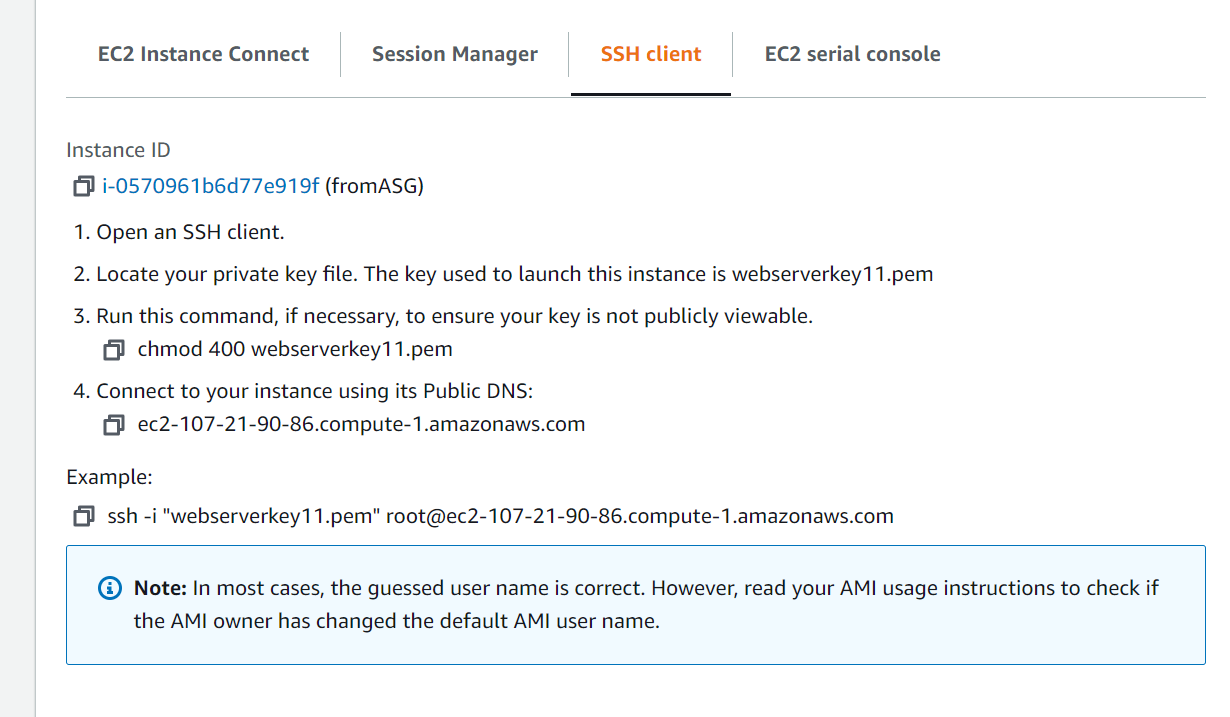 EC2 Instance Connect Session Manager SSH client EC2 serial console
Instance ID
i-0570961b6d77e919f (fromASG)
1. Open an SSH client.
2. Locate your private key file. The key used to launch this instance is webserverkey11.pem
3. Run this command, if necessary, to ensure your key is not publicly viewable.
chmod 400 webserverkey11.pem
4. Connect to your instance using its Public DNS:
ec2-107-21-90-86.compute-1.amazonaws.com
Example:
ssh -i "webserverkey11.pem" root@ec2-107-21-90-86.compute-1.amazonaws.com
Note: In most cases, the guessed user name is correct. However, read your AMI usage instructions to check if
the AMI owner has changed the default AMI user name.